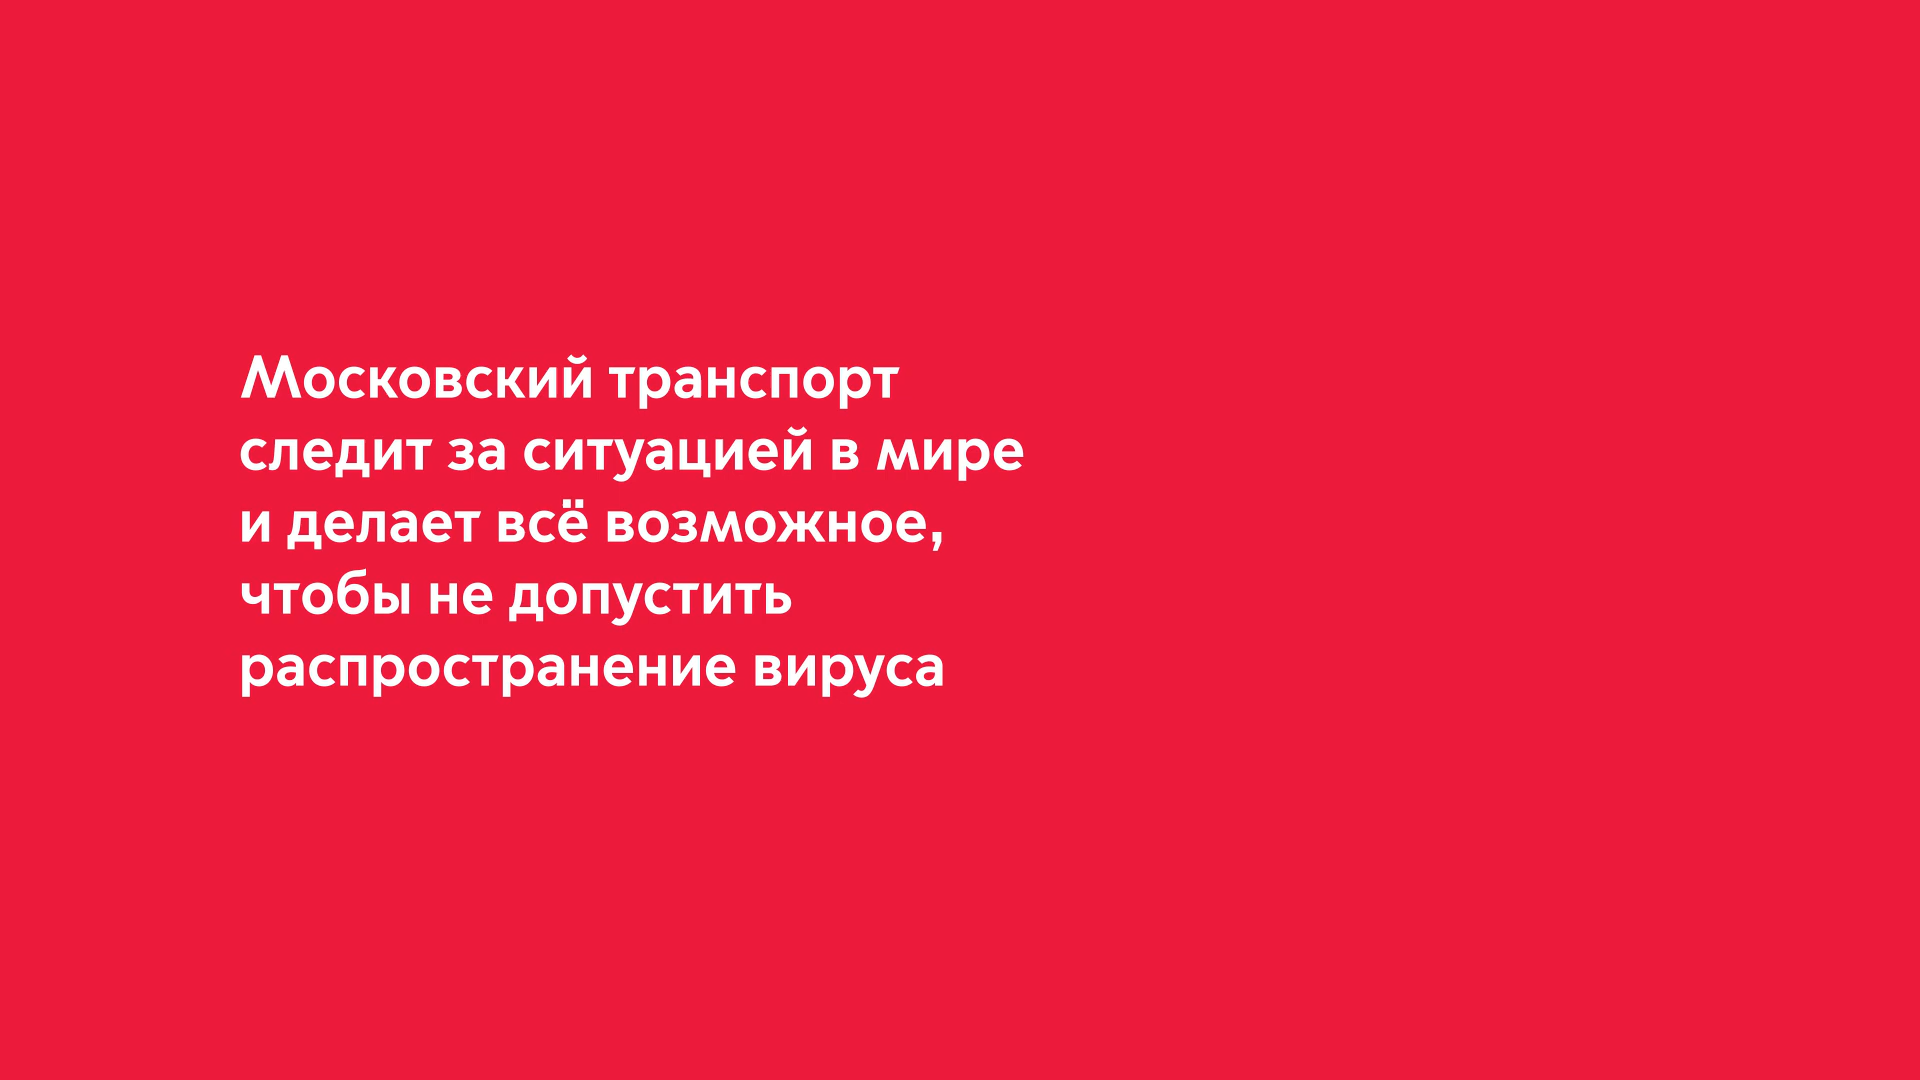 Московский транспорт
следит за ситуацией в мире
и делает всё возможное,
чтобы не допустить
распространение вируса